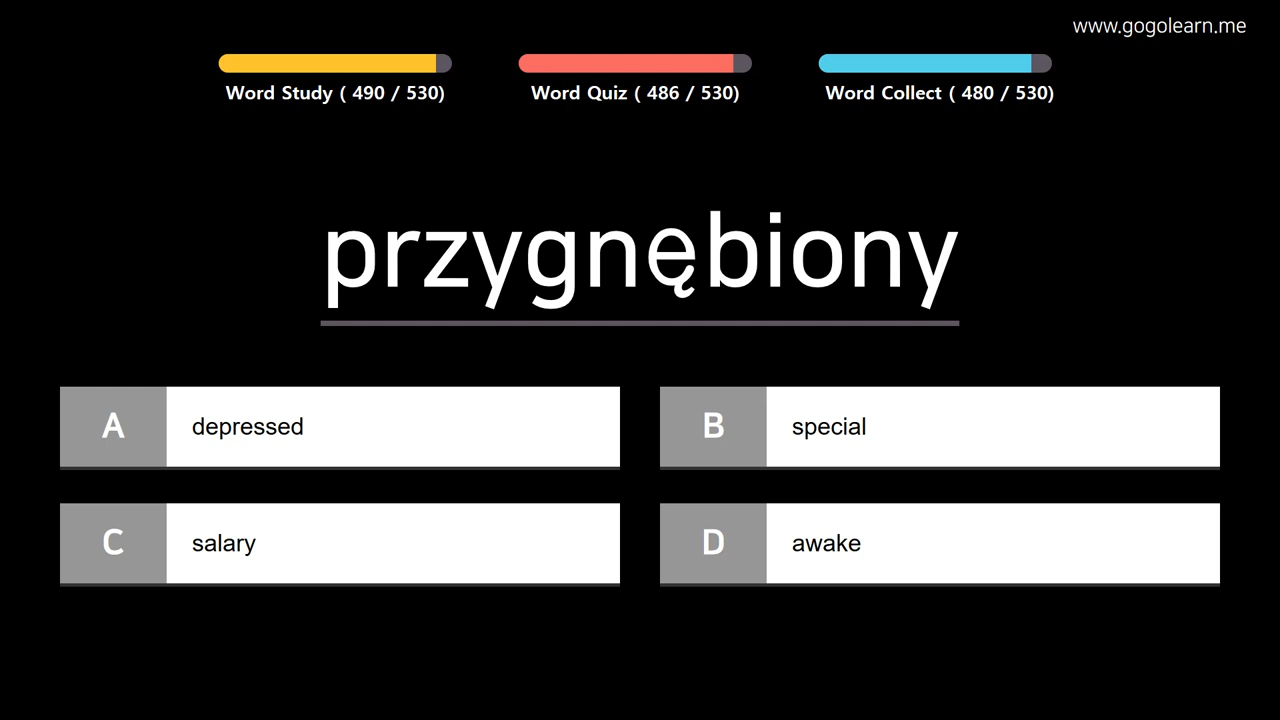 www.gogolearn.me
Word Study ( 490 / 530)
Word Quiz ( 486 / 530)
Word Collect ( 480 / 530)
przygnębiony
A depressed
B special
C salary
D awake